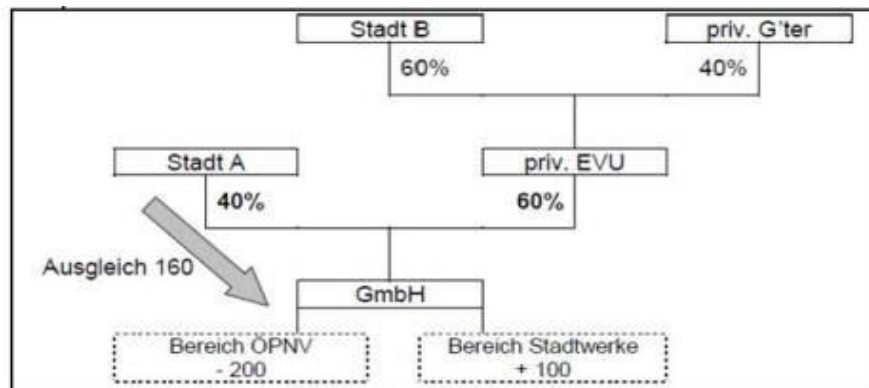 Stadt B
priv. G'ter
60%
40%
Stadt A
priv. EVU
40%
60%
Ausgleich 160
GmbH
Bereich ÖPNV
- 200
Bereich Stadtwerke
+ 100